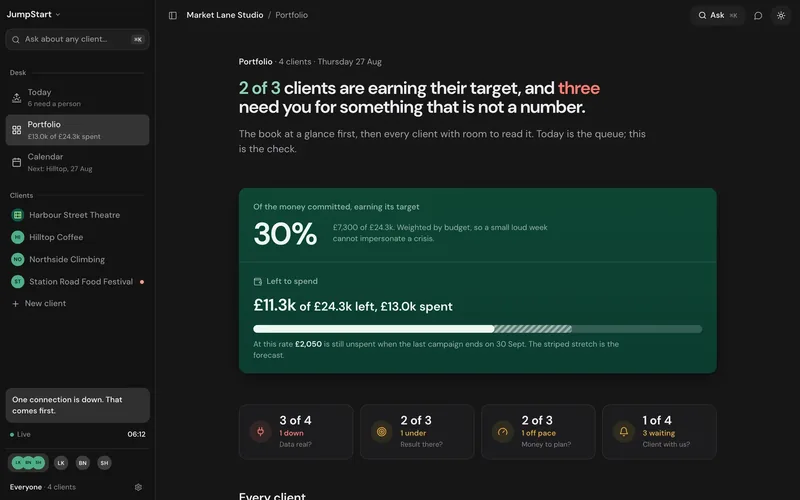 JumpStart
Ask about any client... ⌘K
Desk
Today
6 need a person
Portfolio
£13.0k of £24.3k spent
Calendar
Next: Hilltop, 27 Aug
Clients
Harbour Street Theatre
HI Hilltop Coffee
NO Northside Climbing
ST Station Road Food Festival
New client
One connection is down. That
comes first.
Live 06:12
LK BN SH LK BN SH
Everyone · 4 clients
Market Lane Studio / Portfolio
Ask ⌘K
Portfolio · 4 clients · Thursday 27 Aug
2 of 3 clients are earning their target, and three
need you for something that is not a number.
The book at a glance first, then every client with room to read it. Today is the queue; this
is the check.
Of the money committed, earning its target
30%
£7,300 of £24.3k. Weighted by budget, so a small loud week
cannot impersonate a crisis.
Left to spend
£11.3k of £24.3k left, £13.0k spent
At this rate £2,050 is still unspent when the last campaign ends on 30 Sept. The striped stretch is the
forecast.
3 of 4
1 down
Data real?
2 of 3
1 under
Result there?
2 of 3
1 off pace
Money to plan?
1 of 4
3 waiting
Client with us?
Every client